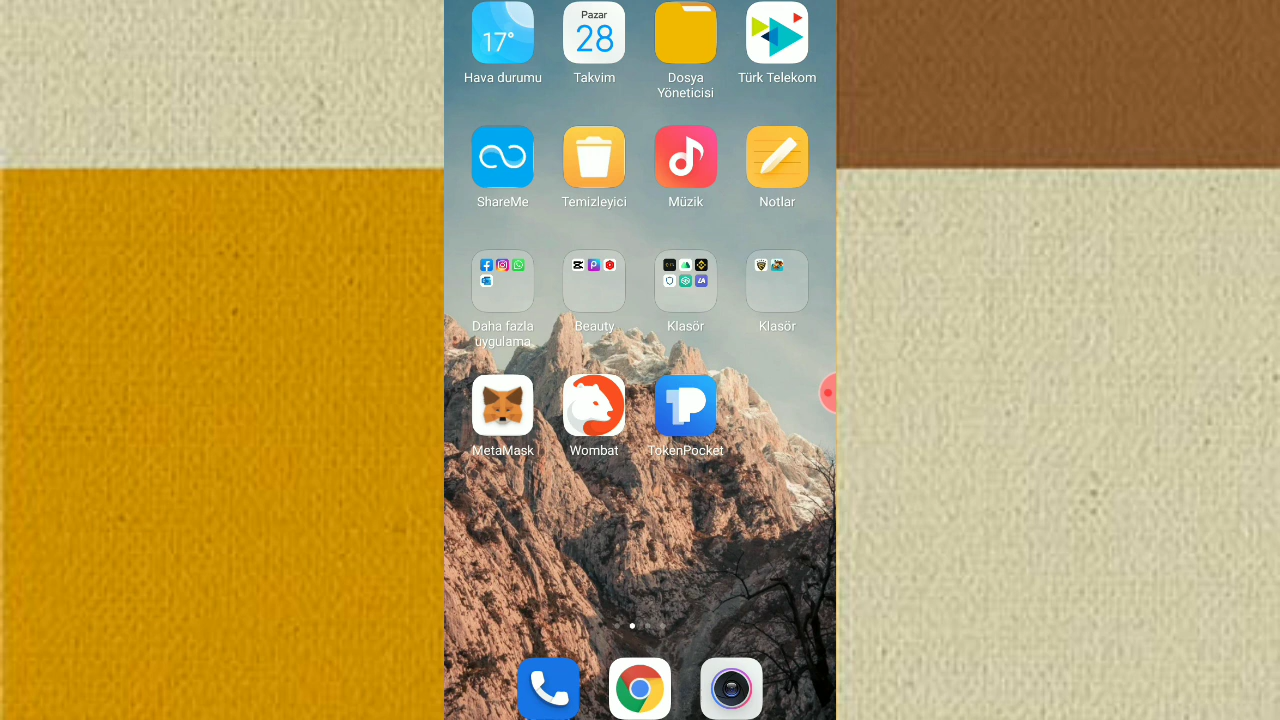 17°
Pazar
28
Hava durumu
Takvim
Dosya
Yöneticisi
Türk Telekom
ShareMe
Temizleyici
Müzik
Notlar
Daha fazla
uygulama
Beauty
Klasör
Klasör
MetaMask
Wombat
TokenPocket